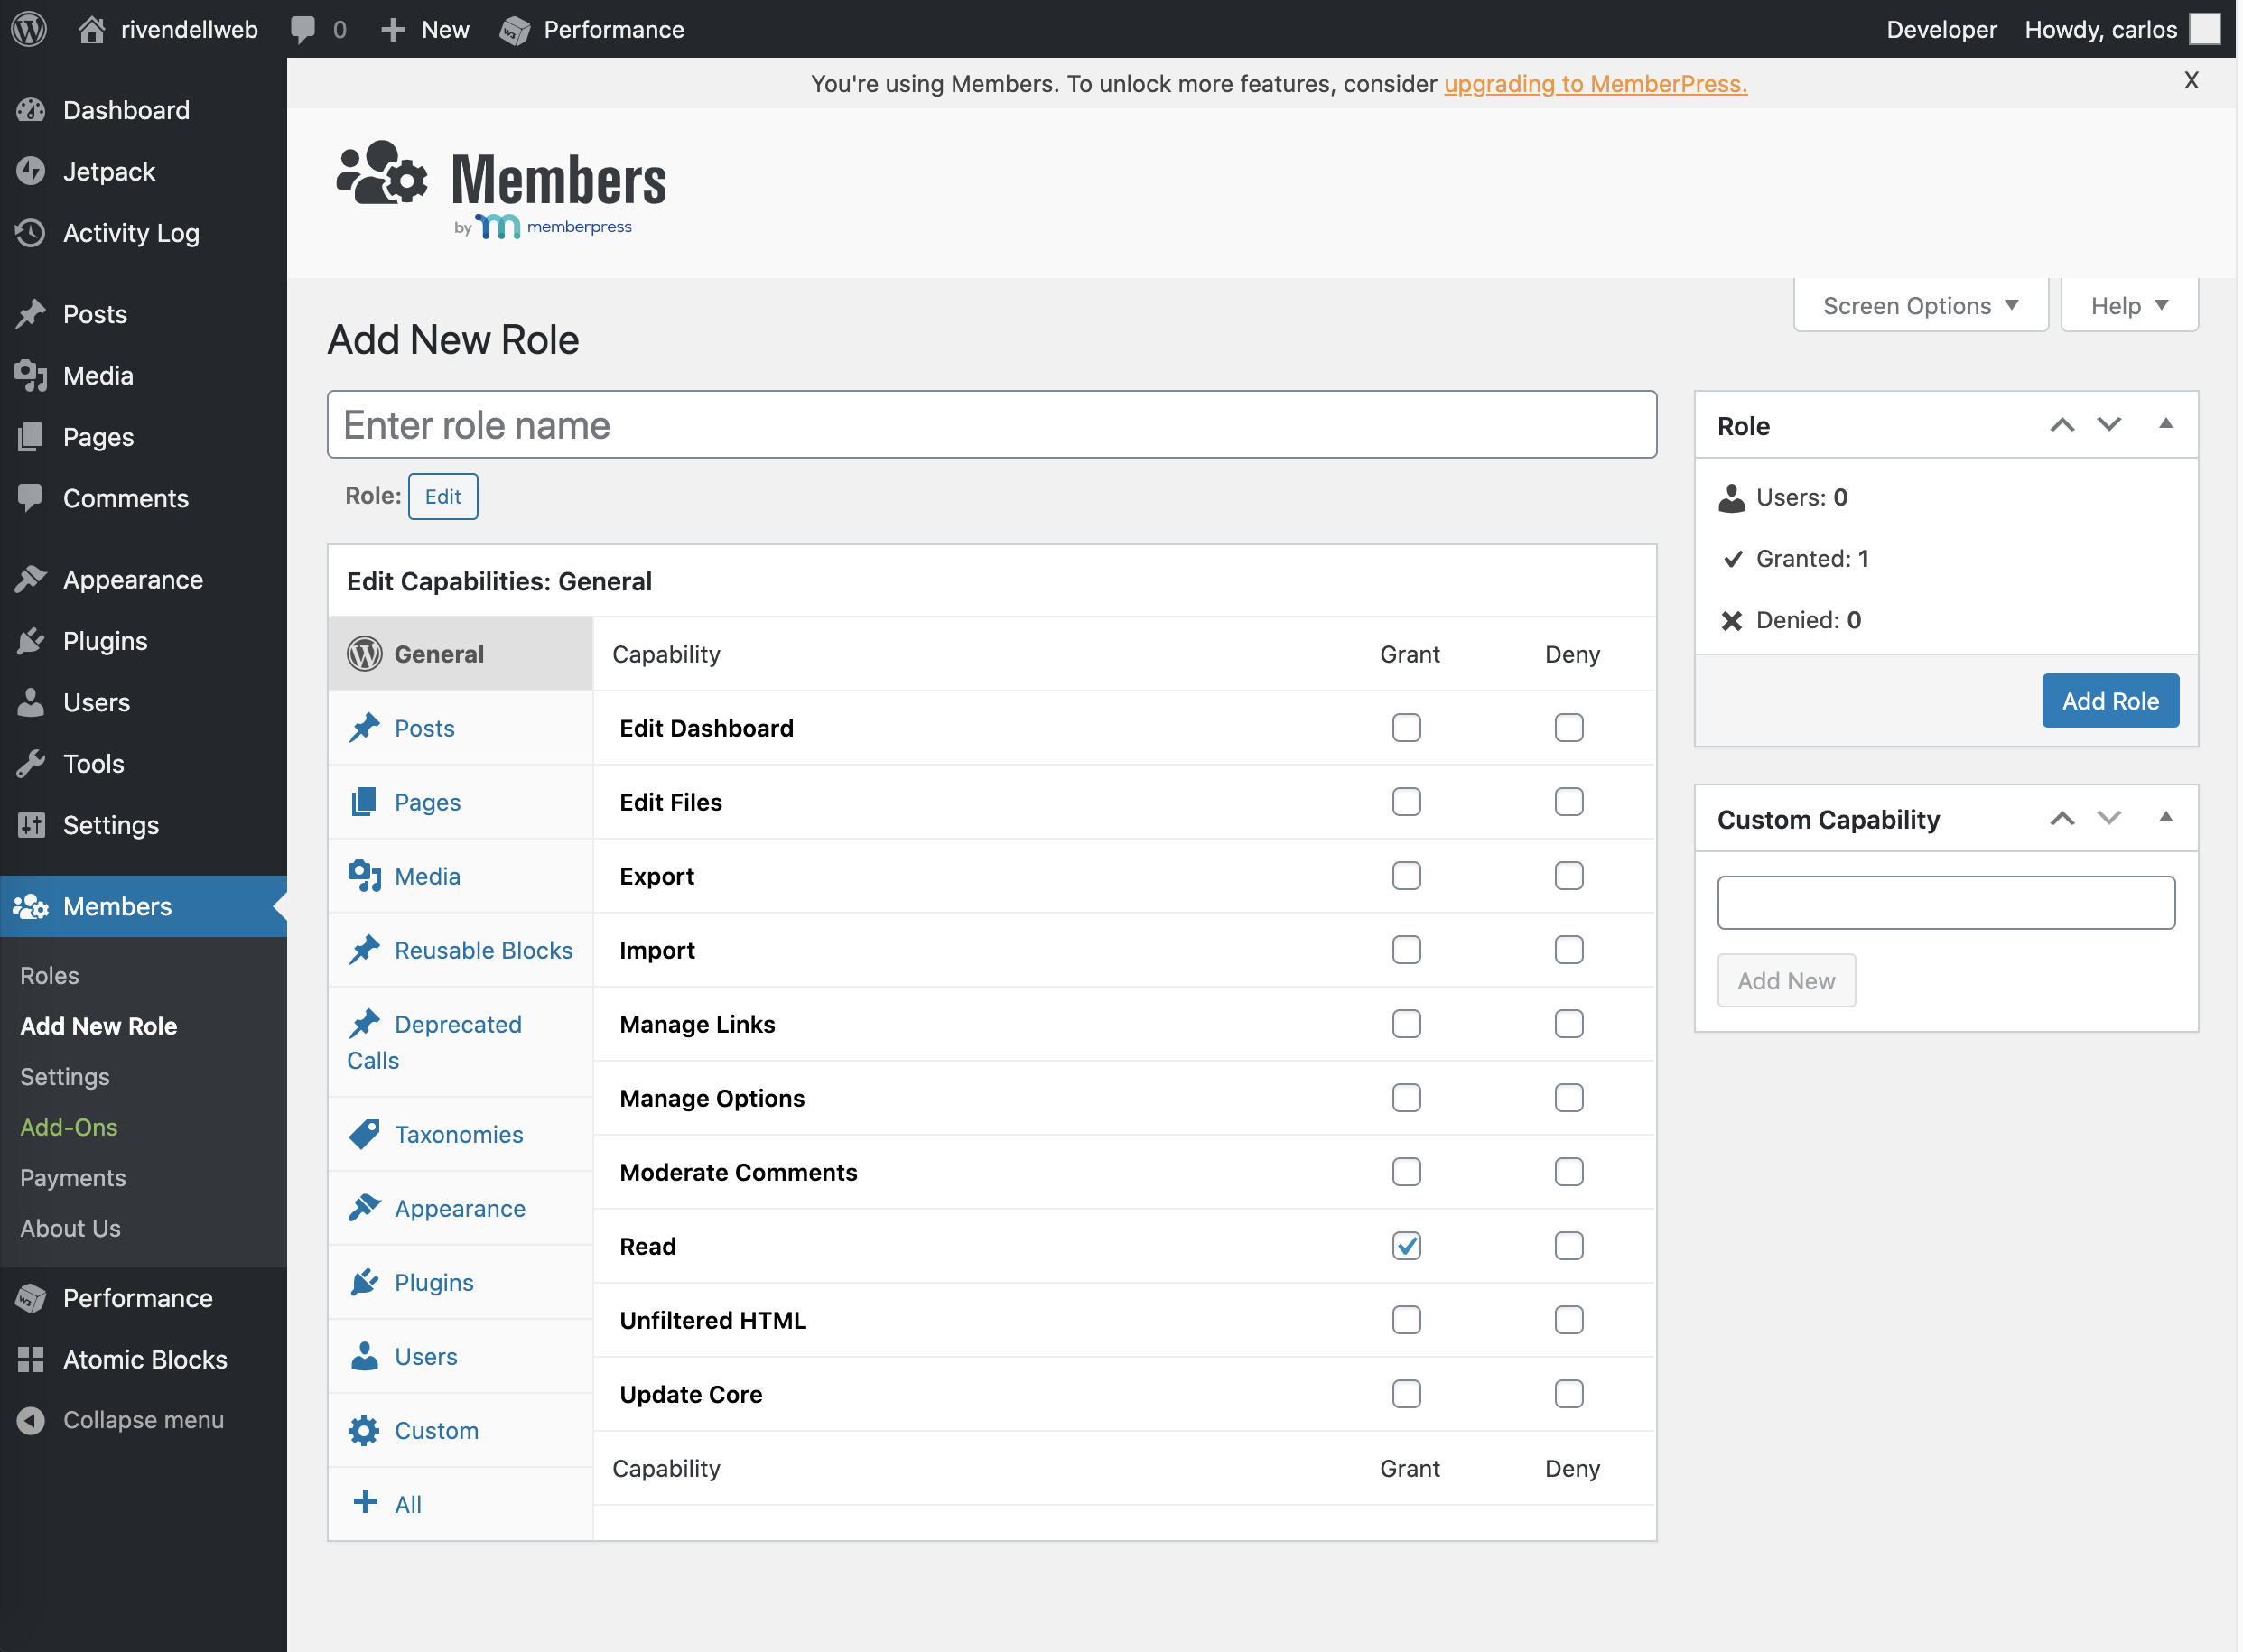 rivendellweb 0 New Performance Developer Howdy, carlos
You're using Members. To unlock more features, consider upgrading to MemberPress. X
Dashboard
Jetpack
Activity Log
Posts
Media
Pages
Comments
Appearance
Plugins
Users
Tools
Settings
Members
Roles
Add New Role
Settings
Add-Ons
Payments
About Us
Performance
Atomic Blocks
Collapse menu
Members
by memberpress
Screen Options Help
Add New Role
Enter role name
Role: Edit
Edit Capabilities: General
General
Posts
Pages
Media
Reusable Blocks
Deprecated
Calls
Taxonomies
Appearance
Plugins
Users
Custom
All
Capability Grant Deny
Edit Dashboard
Edit Files
Export
Import
Manage Links
Manage Options
Moderate Comments
Read
Unfiltered HTML
Update Core
Capability Grant Deny
Role
Users: 0
Granted: 1
Denied: 0
Add Role
Custom Capability
Add New